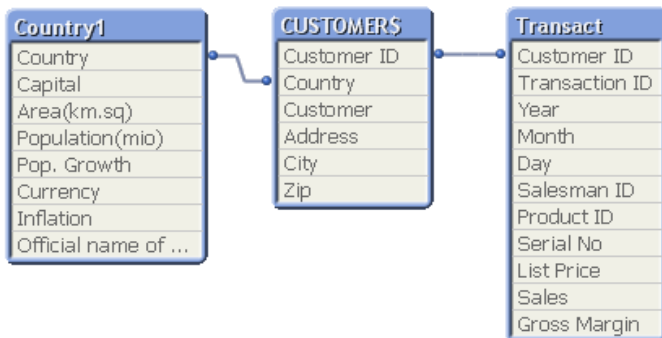 Country1
Country
Capital
Area(km.sq)
Population(mio)
Pop. Growth
Currency
Inflation
Official name of ...
CUSTOMER$
Customer ID
Country
Customer
Address
City
Zip
Transact
Customer ID
Transaction ID
Year
Month
Day
Salesman ID
Product ID
Serial No
List Price
Sales
Gross Margin